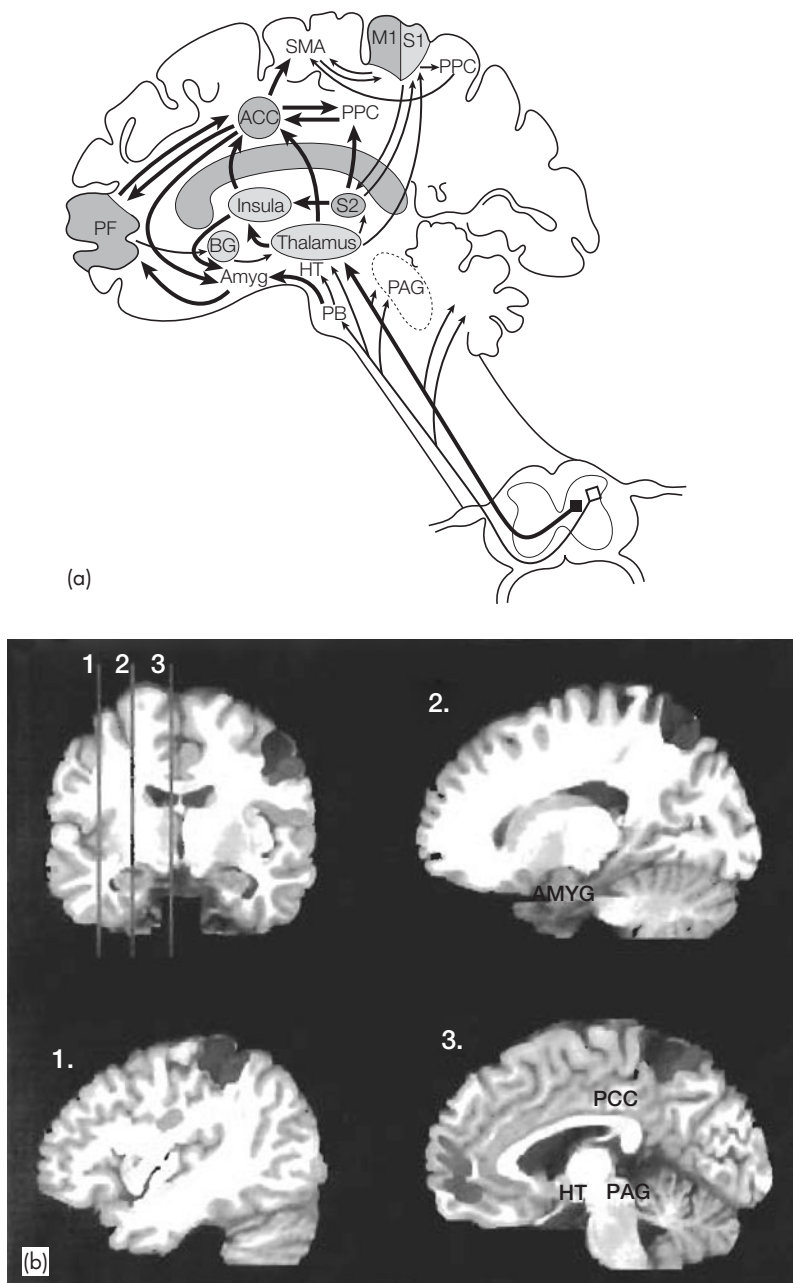 SMA
M1
S1
PPC
ACC
PPC
PF
Insula
S2
BG
Thalamus
Amyg
HT
PAG
PB
(a)
1 2 3
2.
AMYG
1.
3.
PCC
HT PAG
(b)